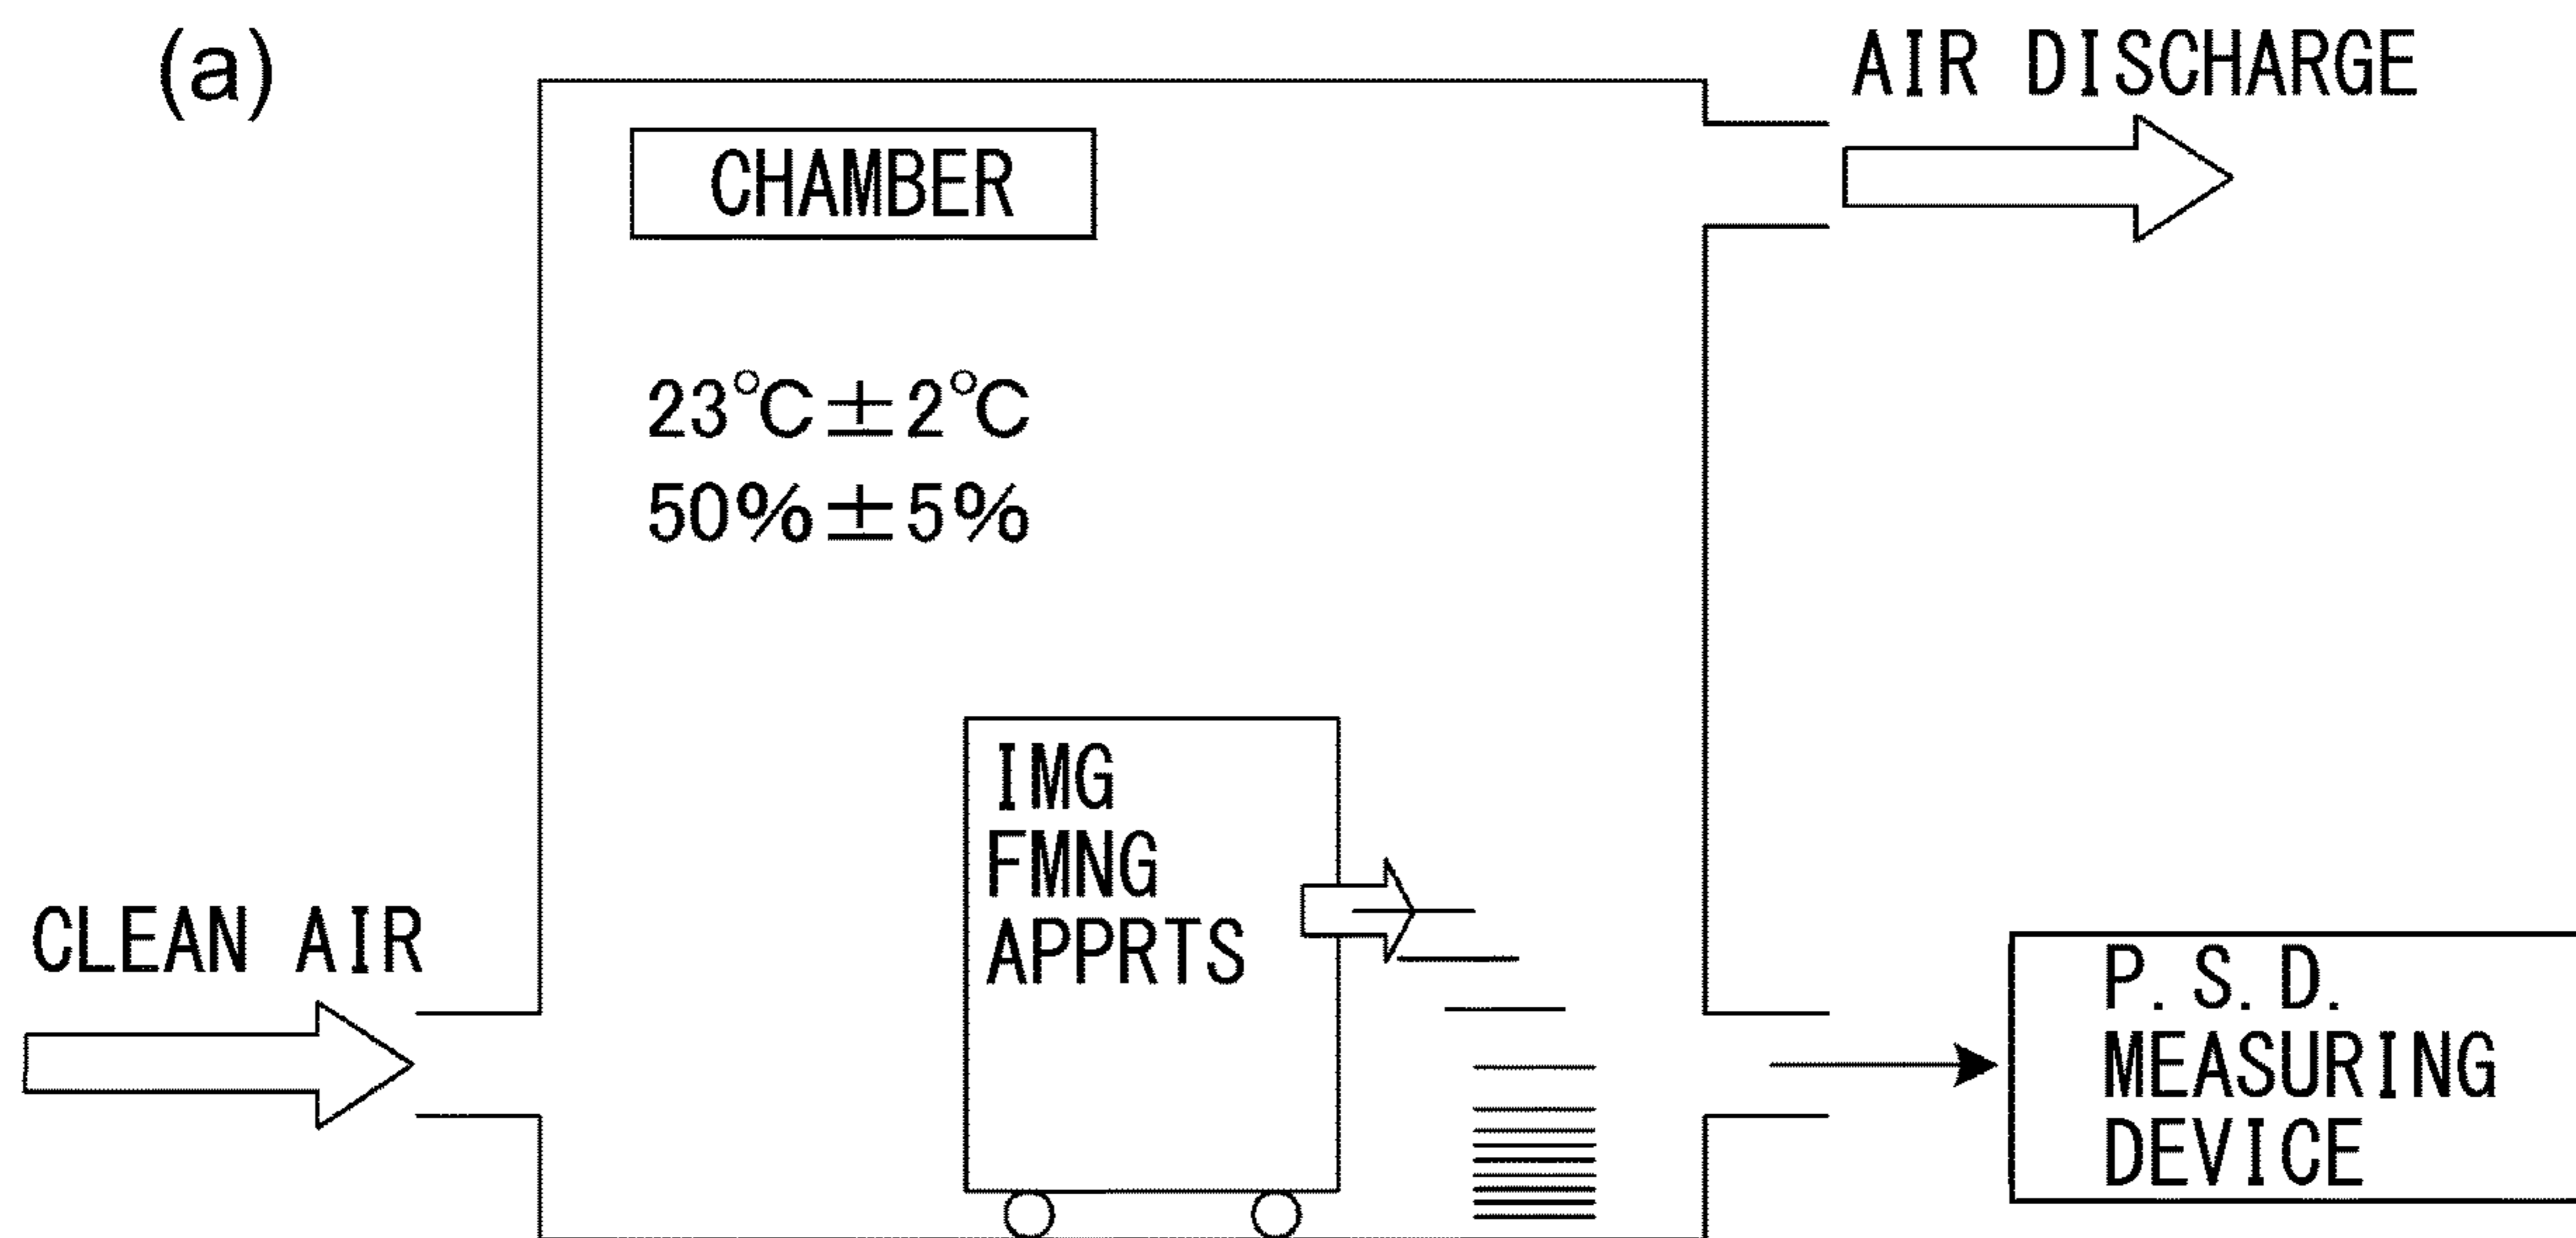 (a)
AIR DISCHARGE
CHAMBER
23℃±2℃
50%±5%
IMG
FMNG
APPRTS
CLEAN AIR
P.S.D.
MEASURING
DEVICE